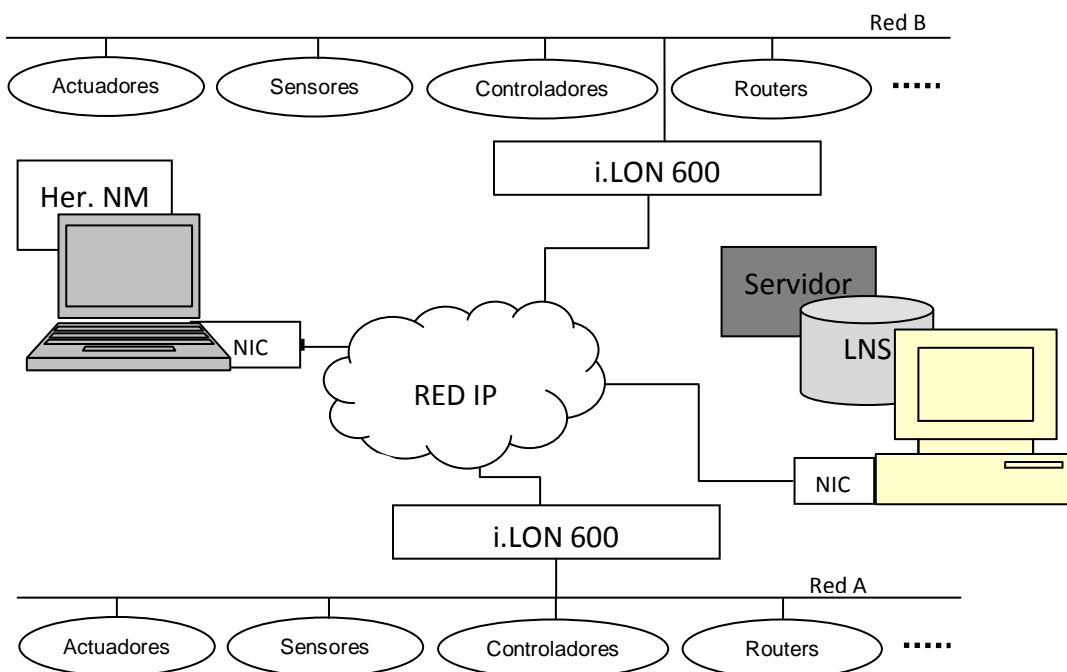 Red B
Actuadores
Sensores
Controladores
Routers
.....
i.LON 600
Her. NM
Servidor
LNS
NIC
RED IP
NIC
i.LON 600
Red A
Actuadores
Sensores
Controladores
Routers
.....